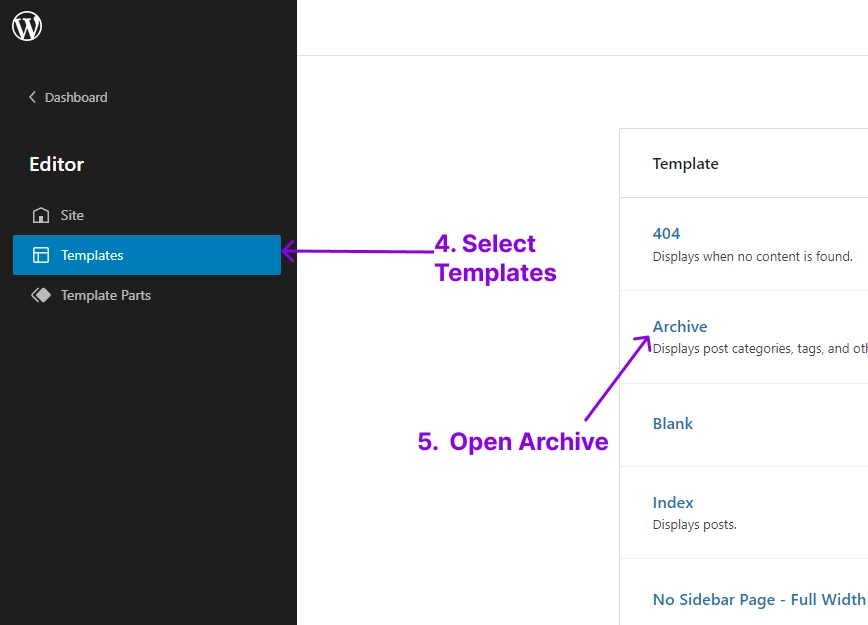 Dashboard
Editor
Site
Templates
Template Parts
4. Select
Templates
5. Open Archive
Template
404
Displays when no content is found.
Archive
Displays post categories, tags, and
Blank
Index
Displays posts.
No Sidebar Page - Full Width